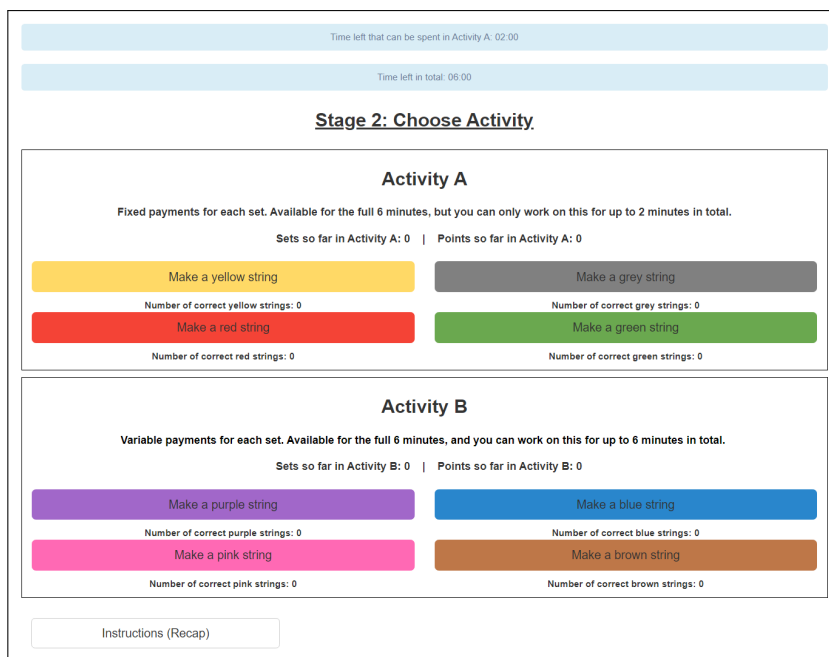 Time left that can be spent in Activity A: 02:00
Time left in total: 06:00
Stage 2: Choose Activity
Activity A
Fixed payments for each set. Available for the full 6 minutes, but you can only work on this for up to 2 minutes in total.
Sets so far in Activity A: 0 | Points so far in Activity A: 0
Make a yellow string
Make a grey string
Number of correct yellow strings: 0
Number of correct grey strings: 0
Make a red string
Make a green string
Number of correct red strings: 0
Number of correct green strings: 0
Activity B
Variable payments for each set. Available for the full 6 minutes, and you can work on this for up to 6 minutes in total.
Sets so far in Activity B: 0 | Points so far in Activity B: 0
Make a purple string
Make a blue string
Number of correct purple strings: 0
Number of correct blue strings: 0
Make a pink string
Make a brown string
Number of correct pink strings: 0
Number of correct brown strings: 0
Instructions (Recap)